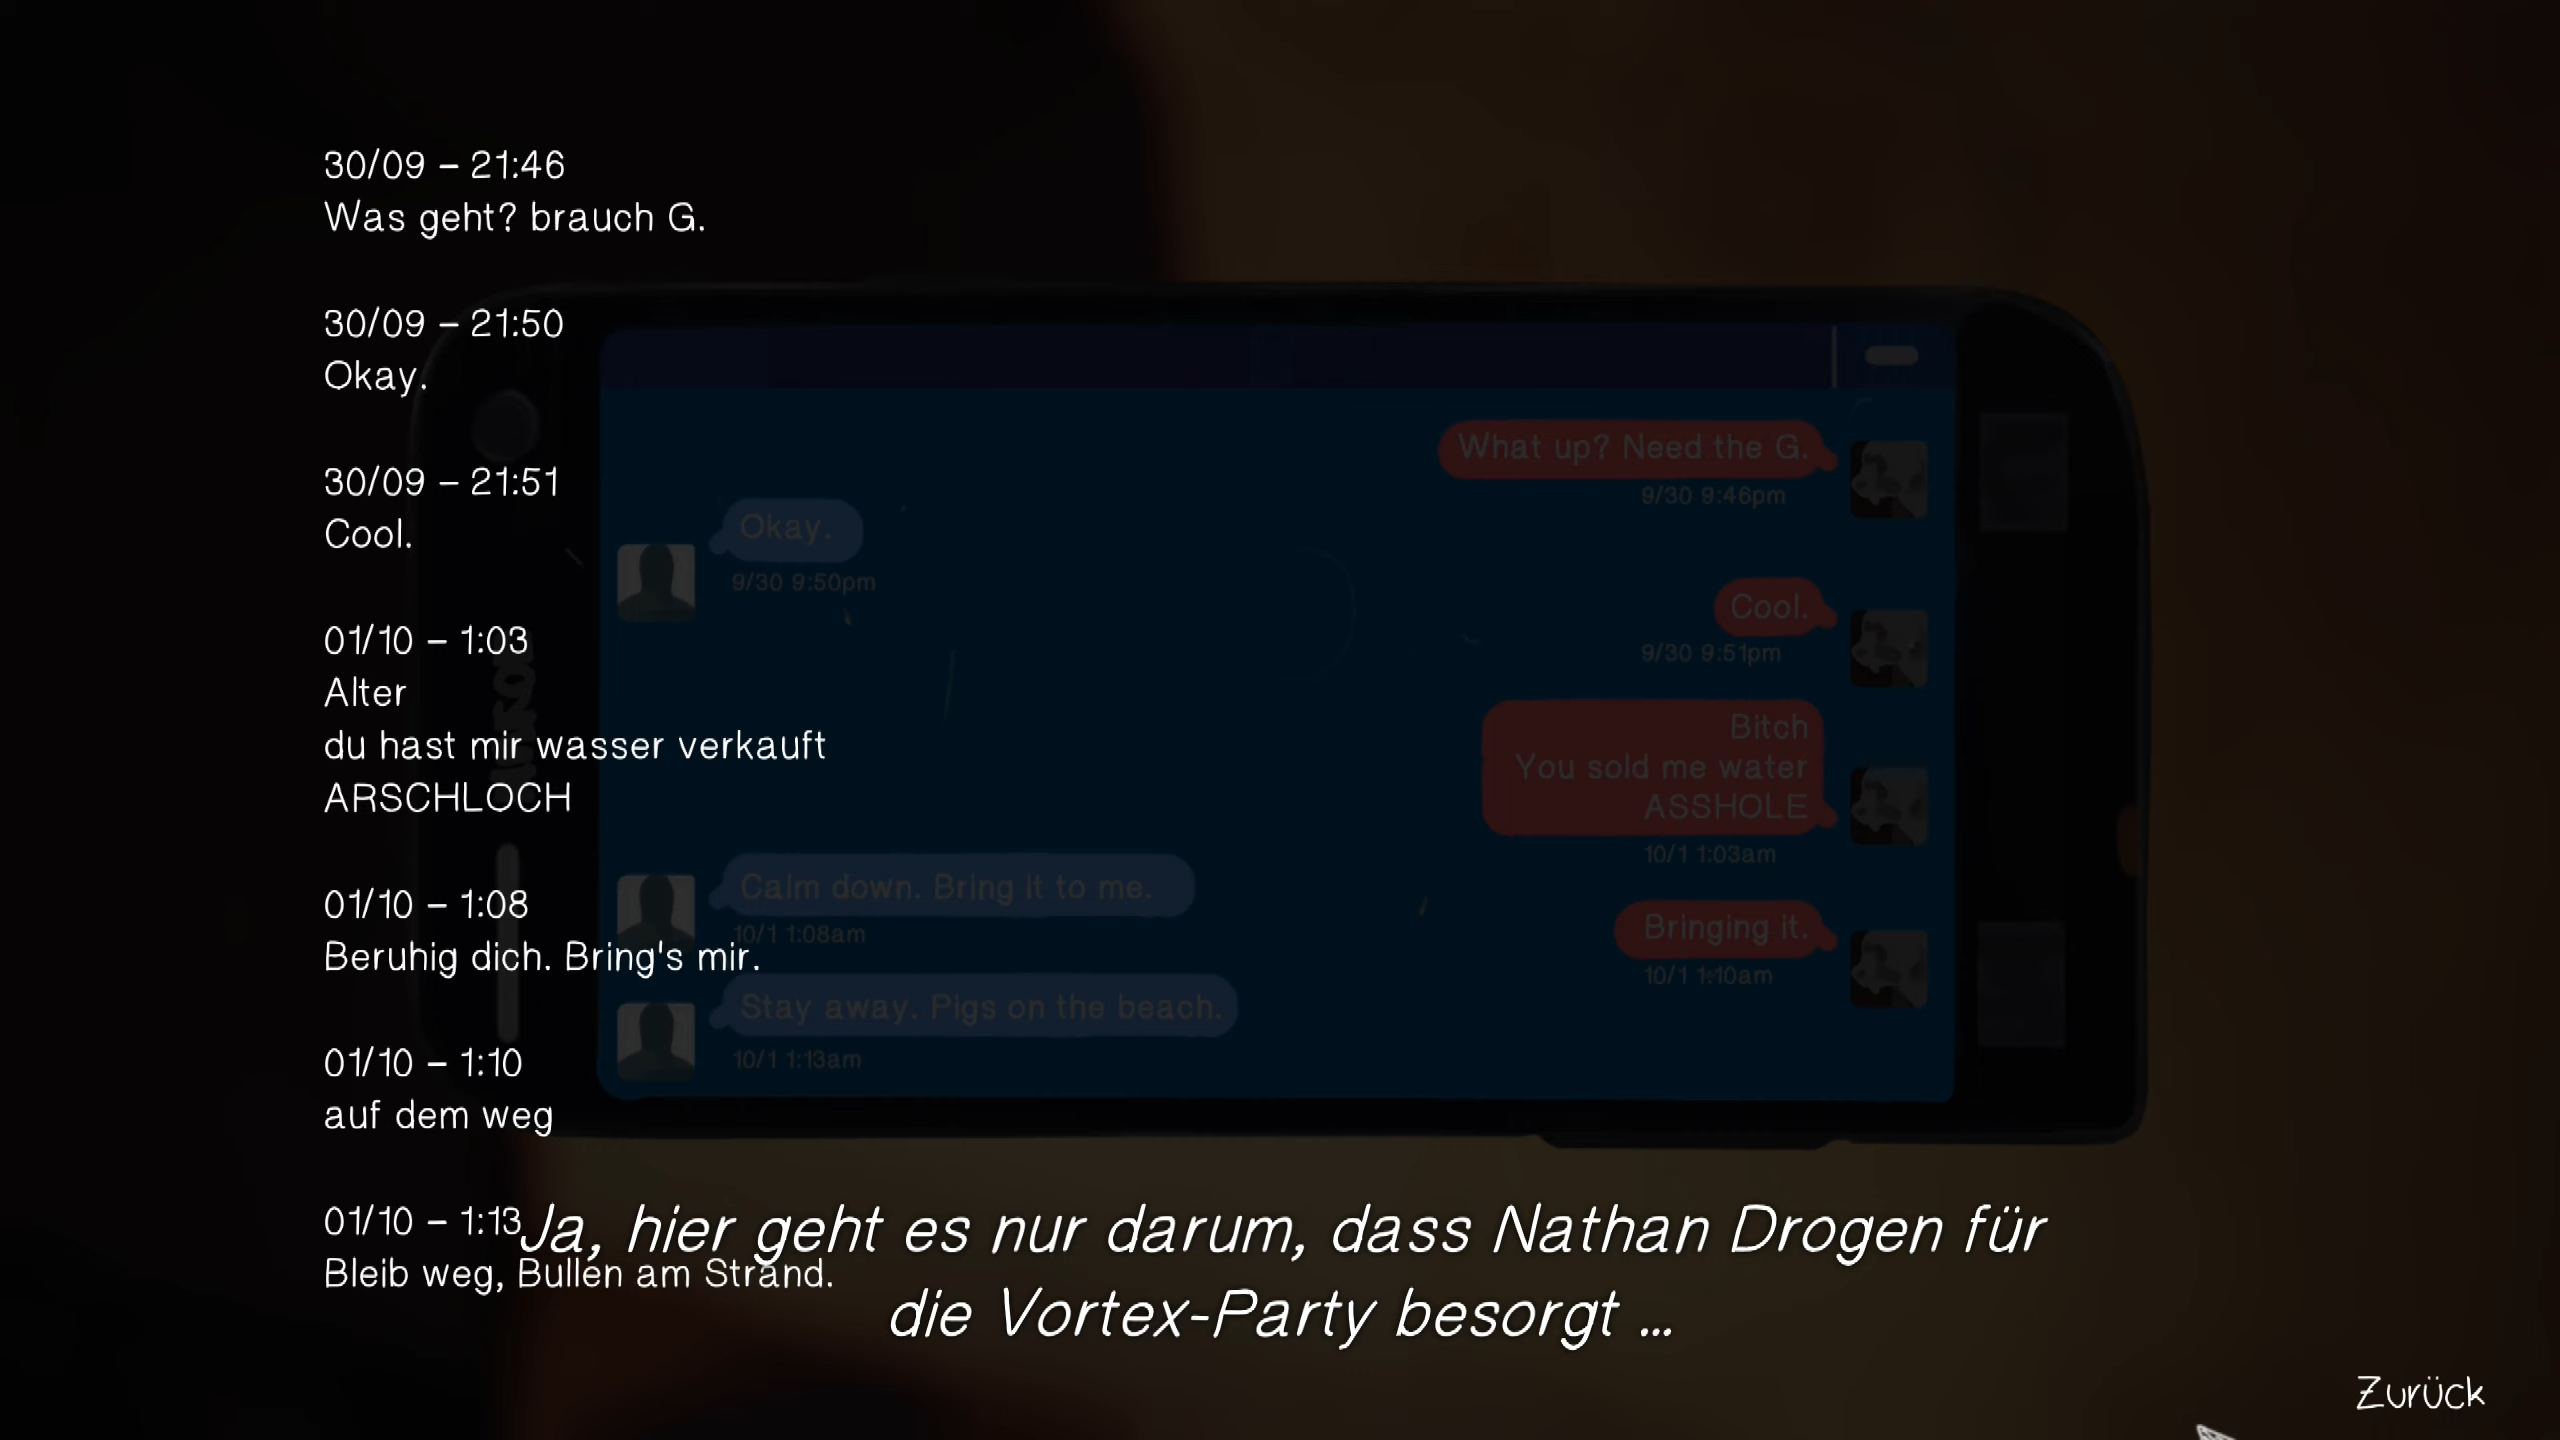 30/09 – 21:46
Was geht? brauch G.
30/09 – 21:50
Okay.
30/09 – 21:51
Cool.
01/10 – 1:03
Alter
du hast mir wasser verkauft
ARSCHLOCH
01/10 – 1:08
Beruhig dich. Bring's mir.
01/10 – 1:10
auf dem weg
01/10 – 1:13
Bleib weg, Bullen am Strand.
What up? Need the G.
9/30 9:46pm
Okay.
9/30 9:50pm
Cool.
9/30 9:51pm
Bitch
You sold me water
ASSHOLE
10/1 1:03am
Calm down. Bring it to me.
10/1 1:08am
Bringing it.
10/1 1:10am
Stay away. Pigs on the beach.
10/1 1:13am
Ja, hier geht es nur darum, dass Nathan Drogen für
die Vortex-Party besorgt ...
Zurück